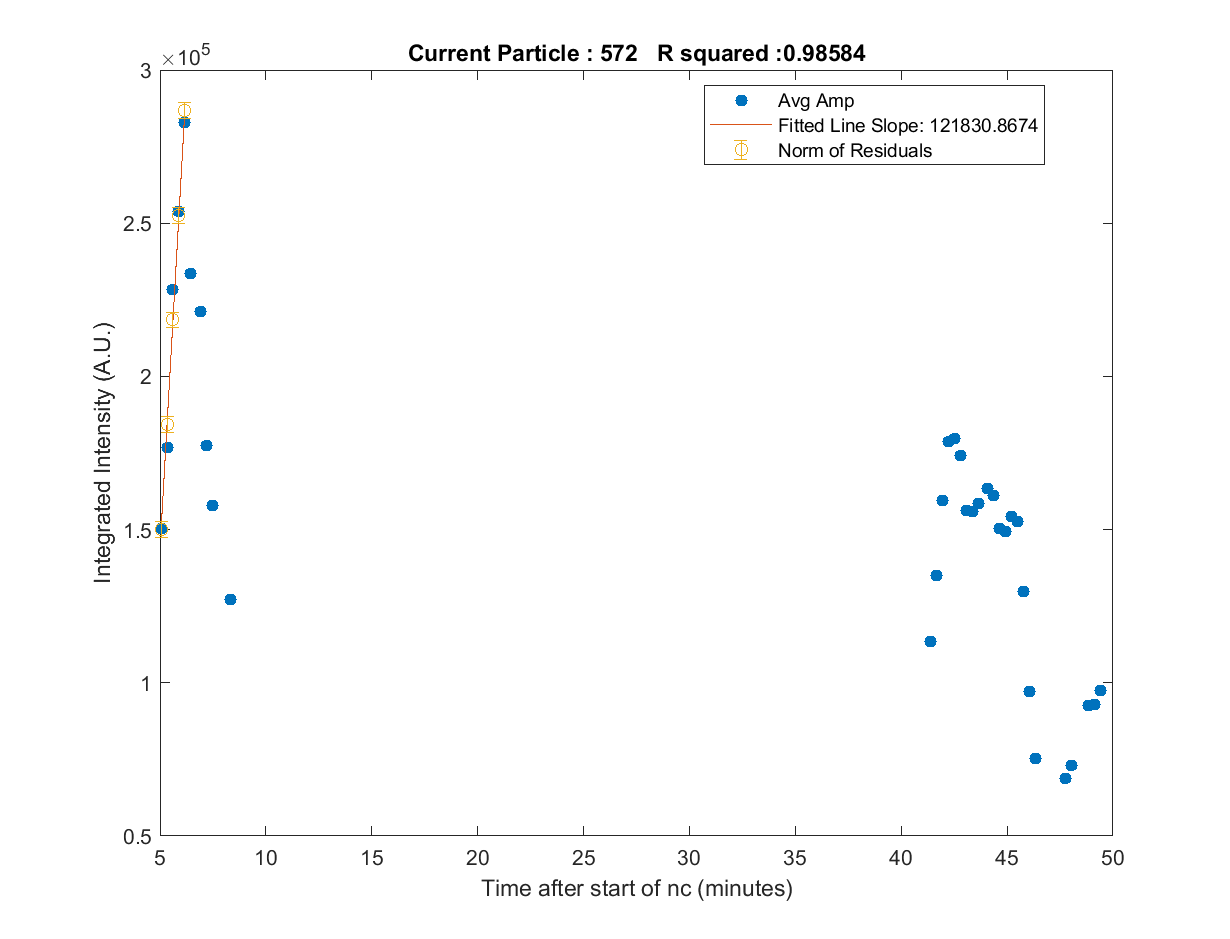 Current Particle : 572 R squared :0.98584
×10^5
3
2.5
2
1.5
1
0.5
Integrated Intensity (A.U.)
Avg Amp
Fitted Line Slope: 121830.8674
Norm of Residuals
5 10 15 20 25 30 35 40 45 50
Time after start of nc (minutes)